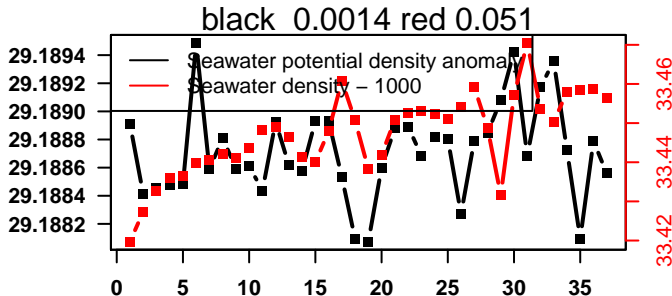 black 0.0014 red 0.051
29.1894
29.1892
29.1890
29.1888
29.1886
29.1884
29.1882
Seawater potential density anomaly
Seawater density − 1000
33.46
33.44
33.42
0 5 10 15 20 25 30 35